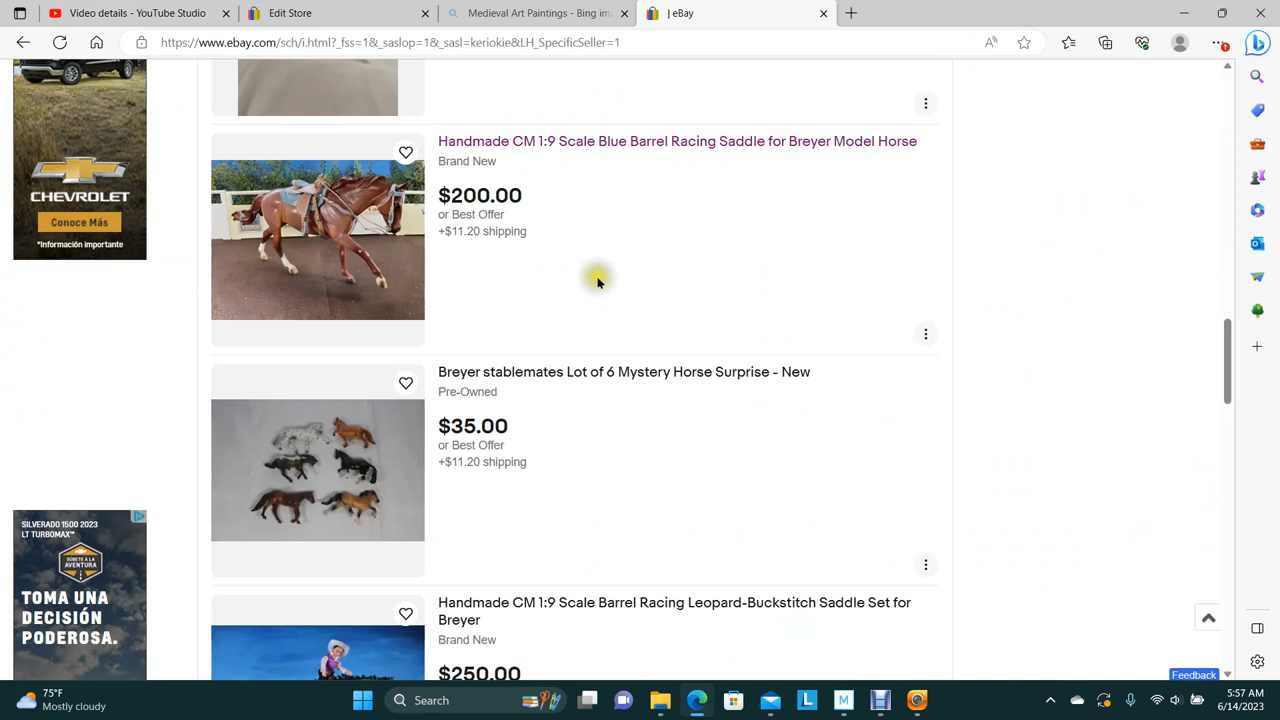 Video details - YouTube Studio
Edit Store
Medieval Art Paintings - Bing im
| eBay
https://www.ebay.com/sch/i.html?_fss=1&_saslop=1&_sasl=keriokie&LH_SpecificSeller=1
CHEVROLET
Conoce Más
*Información importante
Handmade CM 1:9 Scale Blue Barrel Racing Saddle for Breyer Model Horse
Brand New
$200.00
or Best Offer
+$11.20 shipping
Breyer stablemates Lot of 6 Mystery Horse Surprise - New
Pre-Owned
$35.00
or Best Offer
+$11.20 shipping
SILVERADO 1500 2023
LT TURBOMAX™
SÚBETE A LA
AVENTURA
TOMA UNA
DECISIÓN
PODEROSA.
Handmade CM 1:9 Scale Barrel Racing Leopard-Buckstitch Saddle Set for
Breyer
Brand New
$250.00
Feedback
75°F
Mostly cloudy
Search
5:57 AM
6/14/2023